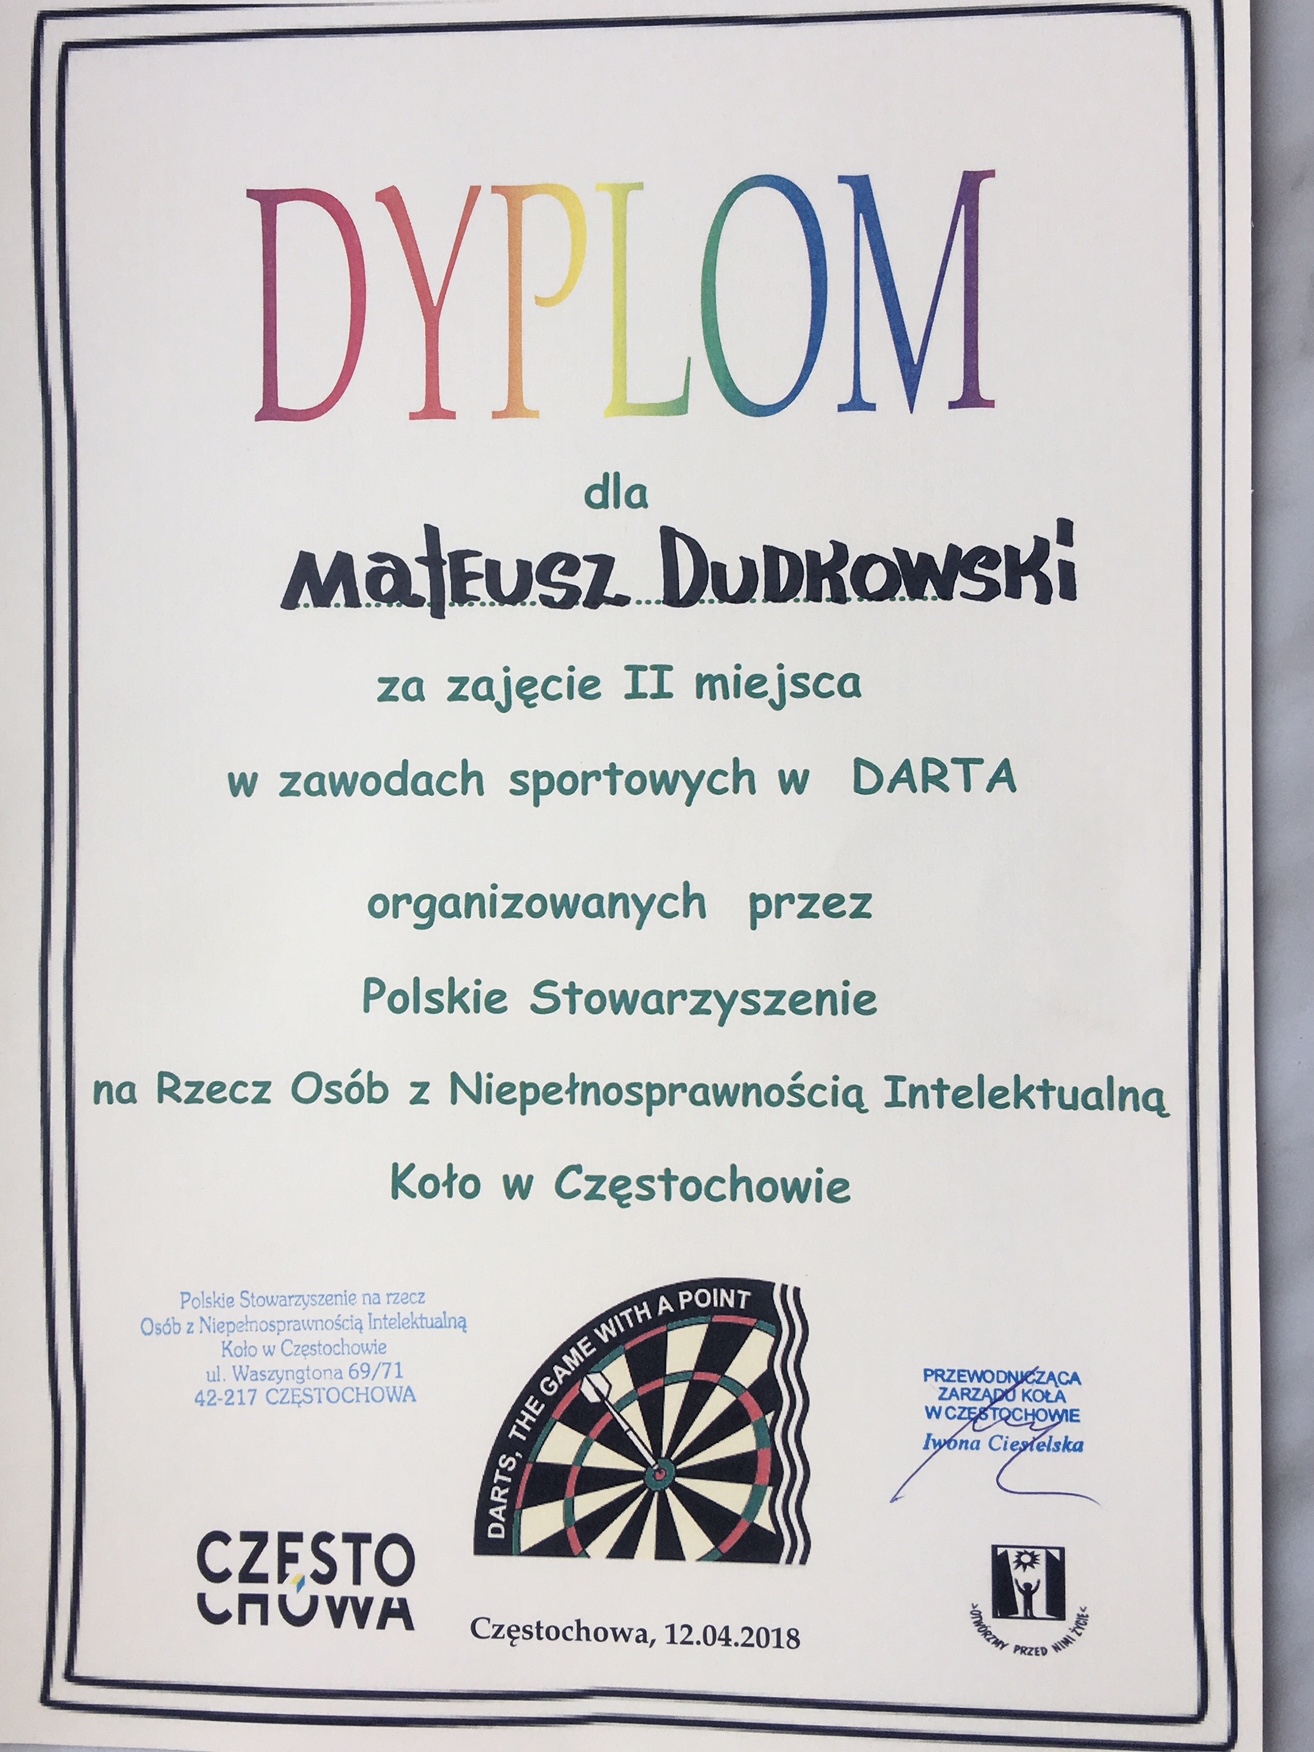 DYPLOM
dla
MatEusz DuDKOWSKi
za zajęcie II miejsca
w zawodach sportowych w DARTA
organizowanych przez
Polskie Stowarzyszenie
na Rzecz Osób z Niepełnosprawnością Intelektualną
Koło w Częstochowie
Polskie Stowarzyszenie na rzecz
Osób z Niepełnosprawnością Intelektualną
Koło w Częstochowie
ul. Waszyngtona 69/71
42-217 CZĘSTOCHOWA
DARTS, THE GAME WITH A POINT
PRZEWODNICZĄCA
ZARZĄDU KOŁA
W CZĘSTOCHOWIE
Iwona Ciesielska
CZĘSTO
CHOWA
Częstochowa, 12.04.2018
>OTWÓRZMY PRZED NIMI ŻYCIE<